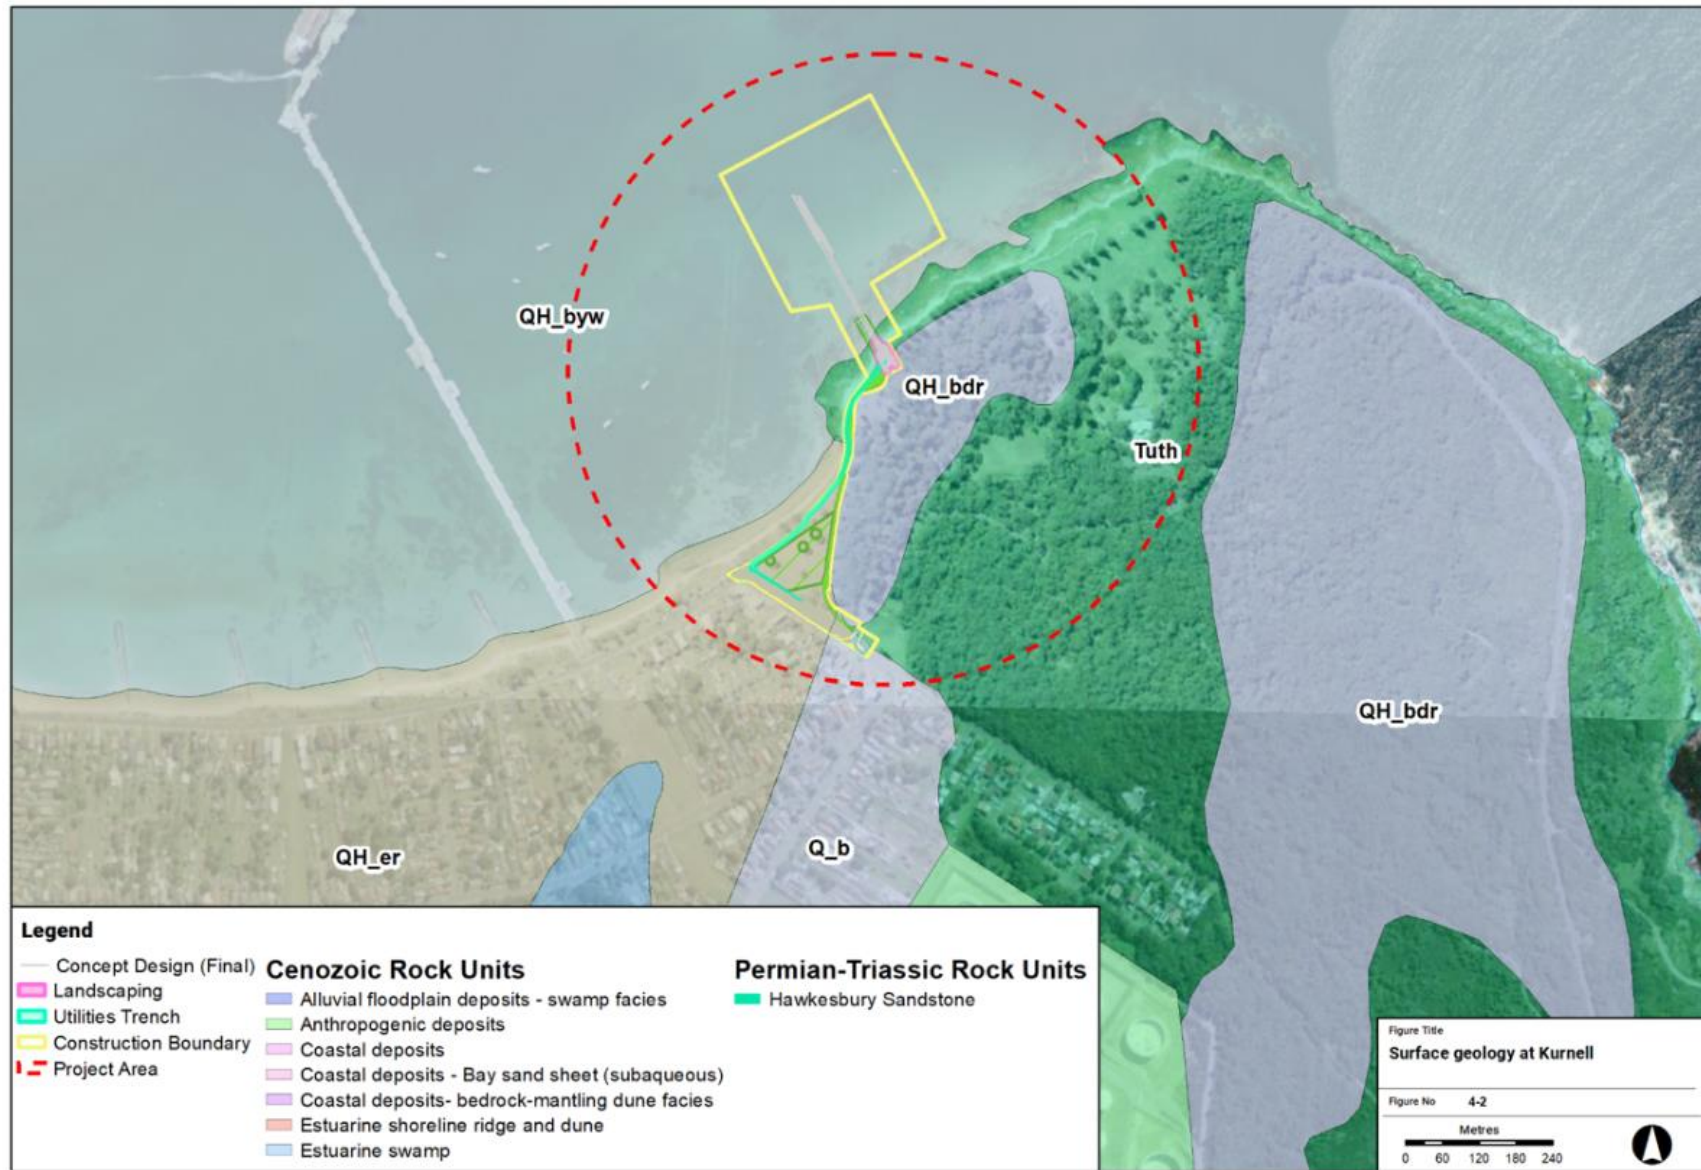 QH_byw
QH_bdr
Tuth
QH_bdr
QH_er
Q_b
Legend
Concept Design (Final)
Landscaping
Utilities Trench
Construction Boundary
Project Area
Cenozoic Rock Units
Alluvial floodplain deposits - swamp facies
Anthropogenic deposits
Coastal deposits
Coastal deposits - Bay sand sheet (subaqueous)
Coastal deposits- bedrock-mantling dune facies
Estuarine shoreline ridge and dune
Estuarine swamp
Permian-Triassic Rock Units
Hawkesbury Sandstone
Figure Title
Surface geology at Kurnell
Figure No 4-2
Metres
0 60 120 180 240